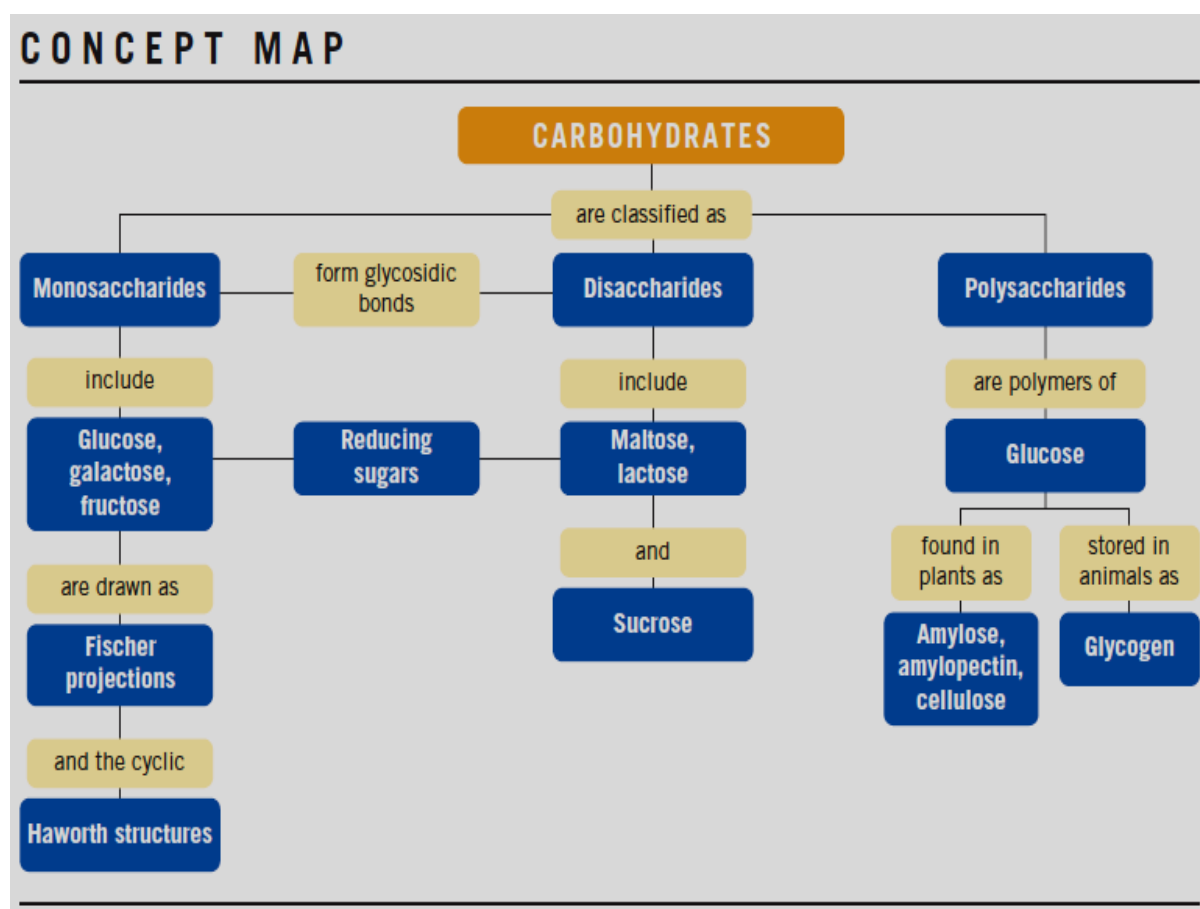 CONCEPT MAP
CARBOHYDRATES
are classified as
Monosaccharides
form glycosidic
bonds
Disaccharides
Polysaccharides
include
include
are polymers of
Glucose,
galactose,
fructose
Reducing
sugars
Maltose,
lactose
Glucose
are drawn as
and
found in
plants as
stored in
animals as
Fischer
projections
Sucrose
Amylose,
amylopectin,
cellulose
Glycogen
and the cyclic
Haworth structures